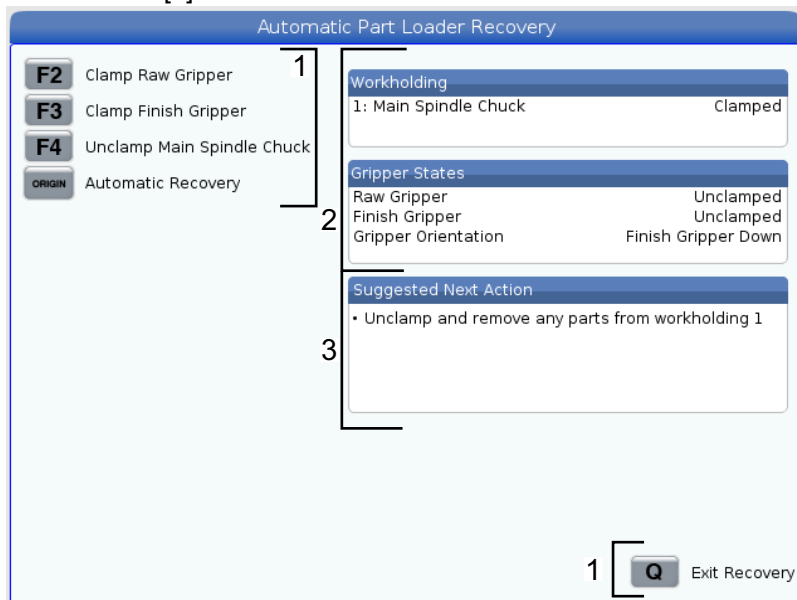 Automatic Part Loader Recovery
1
F2 Clamp Raw Gripper
F3 Clamp Finish Gripper
F4 Unclamp Main Spindle Chuck
ORIGIN Automatic Recovery
2
Workholding
1: Main Spindle Chuck Clamped
Gripper States
Raw Gripper Unclamped
Finish Gripper Unclamped
Gripper Orientation Finish Gripper Down
3
Suggested Next Action
• Unclamp and remove any parts from workholding 1
1
Q Exit Recovery